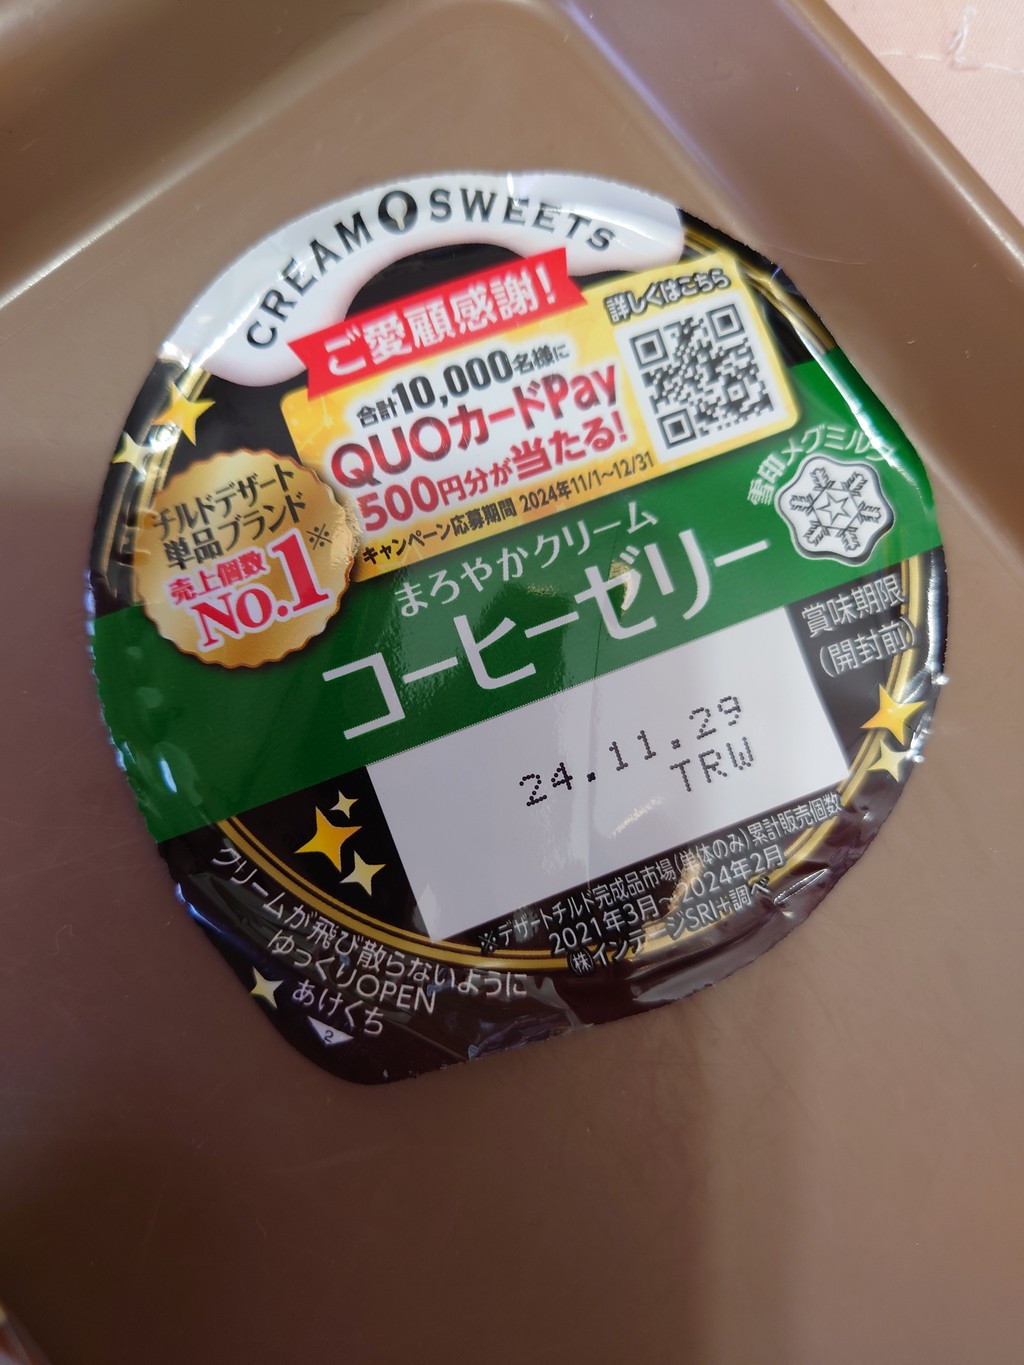 CREAM SWEETS
ご愛顧感謝!
詳しくはこちら
合計10,000名様に
QUOカードPay
500円分が当たる!
キャンペーン応募期間 2024年11/1~12/31
チルドデザート
単品ブランド※
売上個数
NO.1
雪印メグミルク
まろやかクリーム
コーヒーゼリー
賞味期限
(開封前)
24.11.29
TRW
※デザートチルド完成品市場(単体のみ)累計販売個数
2021年3月~2024年2月
㈱インテージSRI+調べ
クリームが飛び散らないように
ゆっくりOPEN
あけくち
2